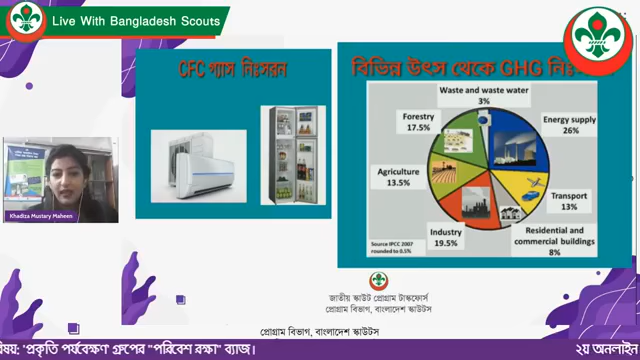 Live With Bangladesh Scouts
CFC গ্যাস নিঃসরন
বিভিন্ন উৎস থেকে GHG
Waste and waste water
3%
Forestry
17.5%
Energy supply
26%
Agriculture
13.5%
Transport
13%
Industry
19.5%
Residential and
commercial buildings
8%
Source IPCC 2007
rounded to 0.5%
Khadiza Mustary Maheen
জাতীয় স্কাউট প্রোগ্রাম টাস্কফোর্স
প্রোগ্রাম বিভাগ, বাংলাদেশ স্কাউটস
প্রোগ্রাম বিভাগ, বাংলাদেশ স্কাউটস
বিষয়: 'প্রকৃতি পর্যবেক্ষণ' গ্রুপের "পরিবেশ রক্ষা" ব্যাজ।
২য় অনলাইন